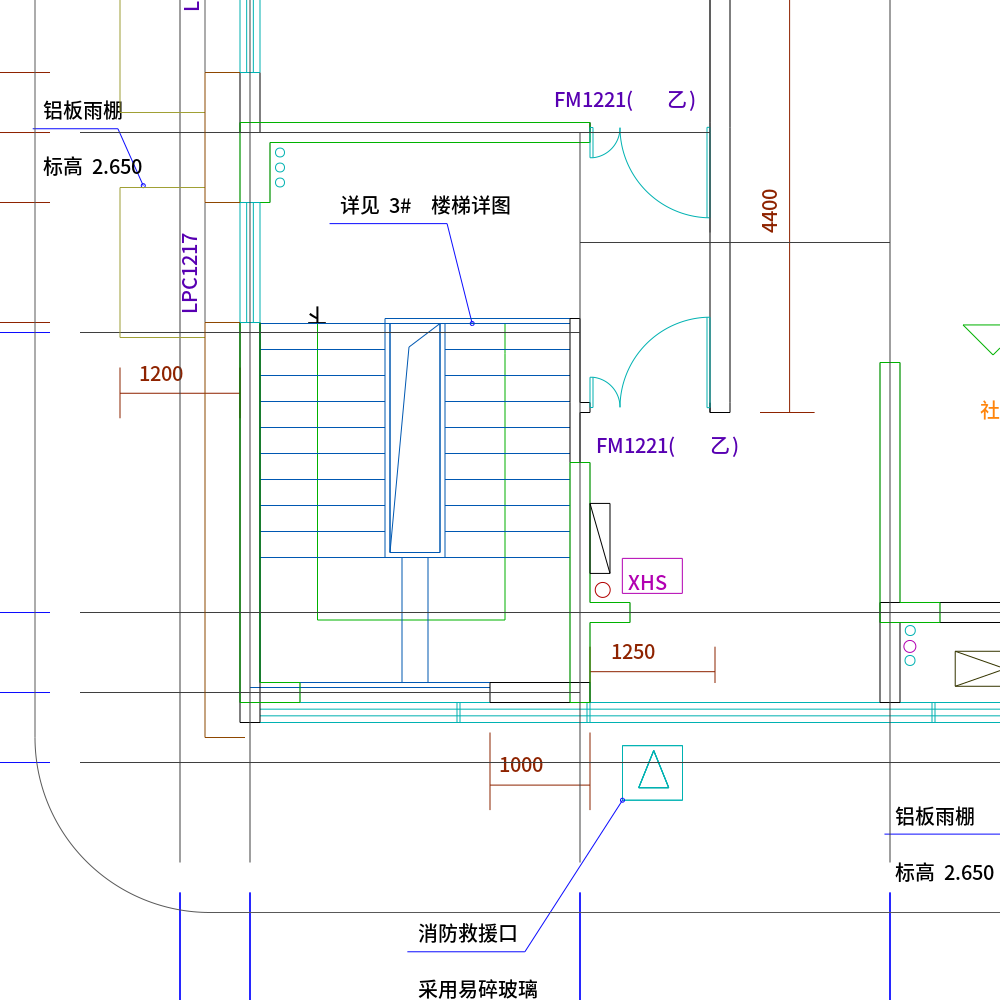 L
FM1221(　乙)
铝板雨棚
标高 2.650
详见 3# 楼梯详图
4400
LPC1217
1200
社
FM1221(　乙)
XHS
1250
1000
铝板雨棚
标高 2.650
消防救援口
采用易碎玻璃